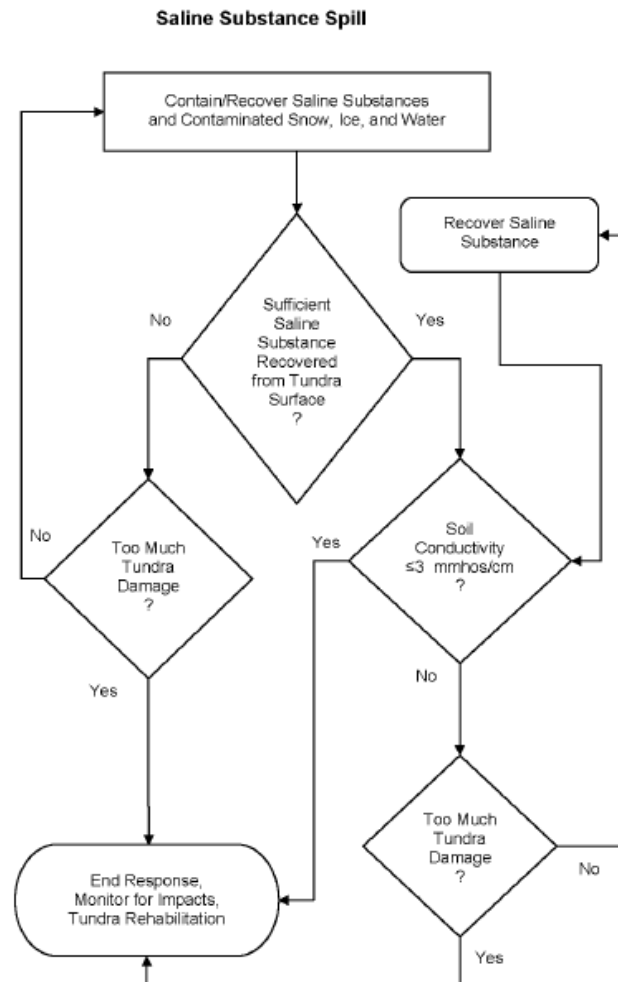 Saline Substance Spill
Contain/Recover Saline Substances
and Contaminated Snow, Ice, and Water
Recover Saline
Substance
No
Sufficient
Saline
Substance
Recovered
from Tundra
Surface
?
Yes
No
Too Much
Tundra
Damage
?
Yes
Soil
Conductivity
≤3 mmhos/cm
?
Yes
No
Too Much
Tundra
Damage
?
No
End Response,
Monitor for Impacts,
Tundra Rehabilitation
Yes